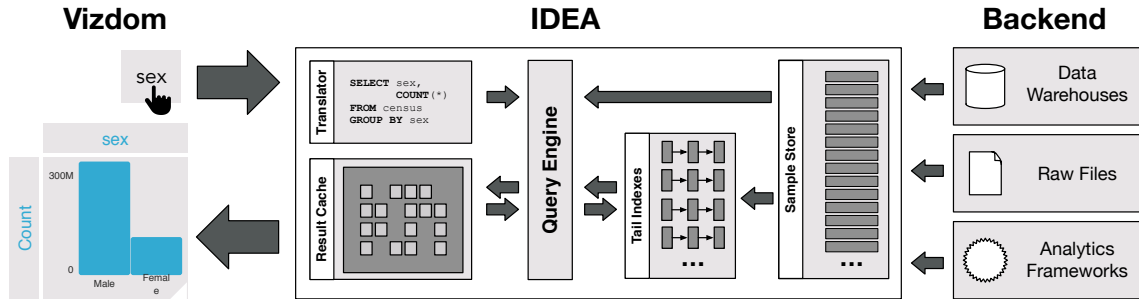 Vizdom
IDEA
Backend
sex
sex
Count
300M
0
Male
Femal
e
Translator
SELECT sex,
COUNT(*)
FROM census
GROUP BY sex
Result Cache
Query Engine
Tail Indexes
...
Sample Store
...
Data
Warehouses
Raw Files
Analytics
Frameworks